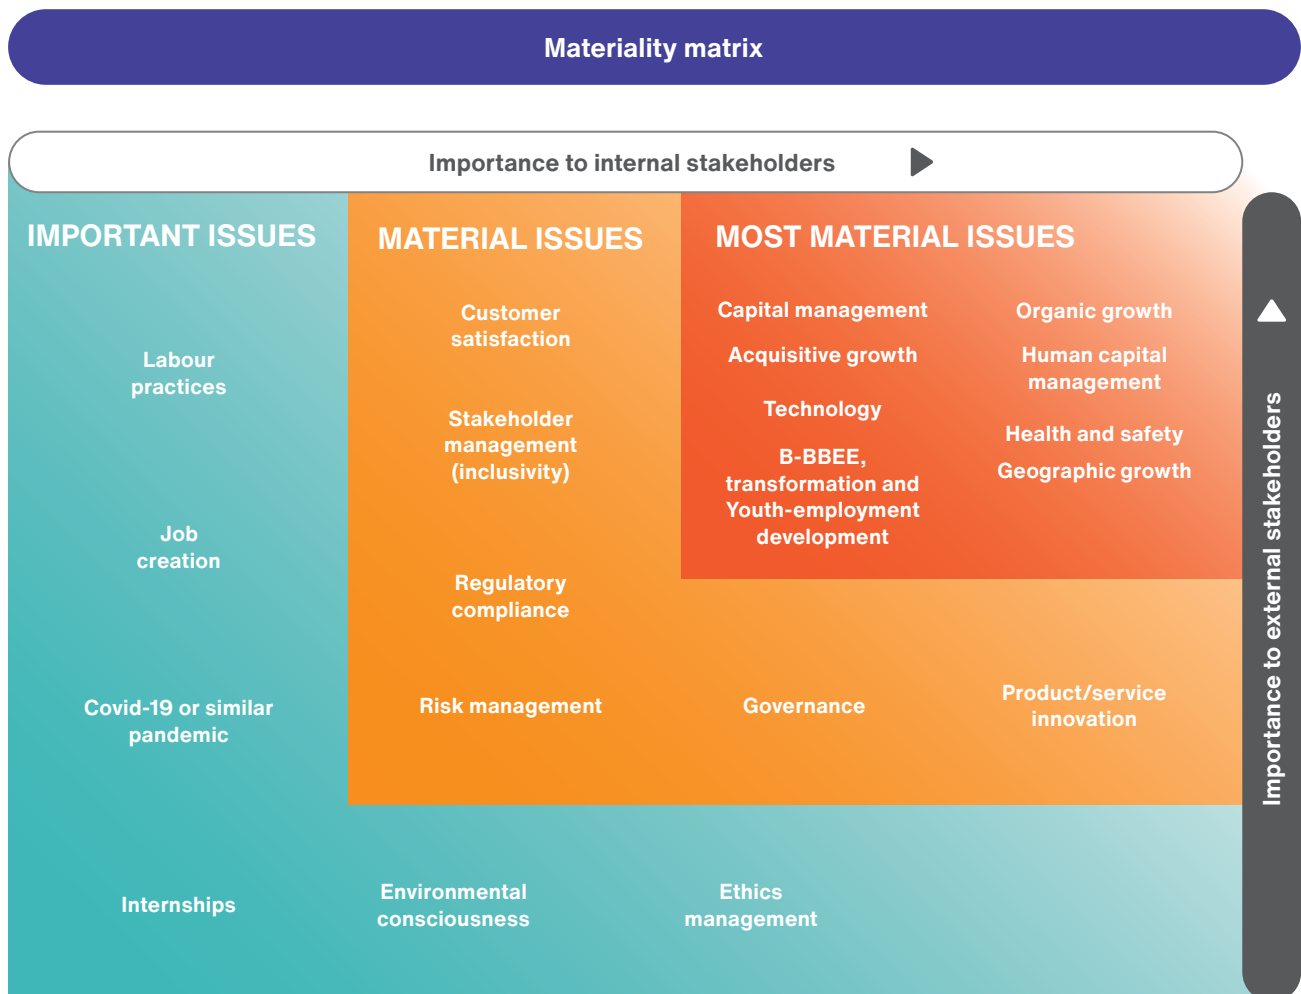 Materiality matrix
Importance to internal stakeholders
IMPORTANT ISSUES
Labour
practices
Job
creation
Covid-19 or similar
pandemic
Internships
Environmental
consciousness
Ethics
management
MATERIAL ISSUES
Customer
satisfaction
Stakeholder
management
(inclusivity)
Regulatory
compliance
Risk management
Governance
Product/service
innovation
MOST MATERIAL ISSUES
Capital management
Acquisitive growth
Technology
B-BBEE,
transformation and
Youth-employment
development
Organic growth
Human capital
management
Health and safety
Geographic growth
Importance to external stakeholders